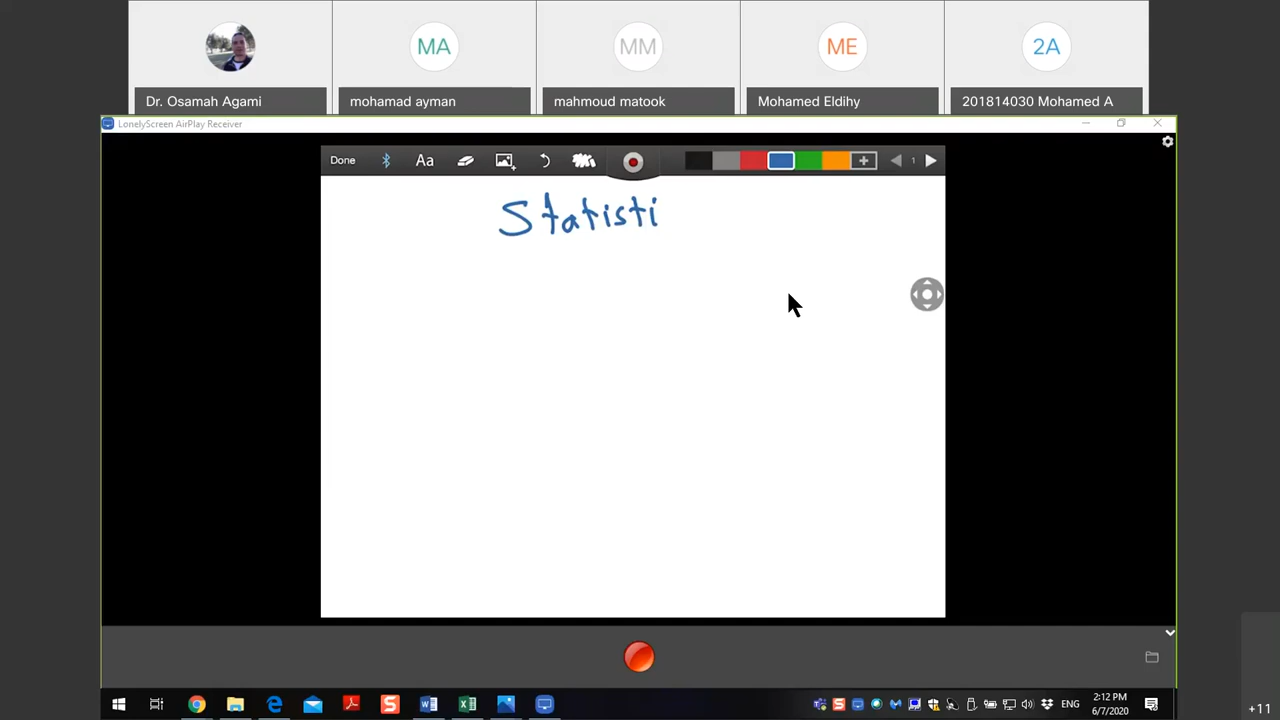 MA
MM
ME
2A
Dr. Osamah Agami
mohamad ayman
mahmoud matook
Mohamed Eldihy
201814030 Mohamed A
LonelyScreen AirPlay Receiver
Done
Aa
1
Statisti
2:12 PM
ENG
6/7/2020
+11